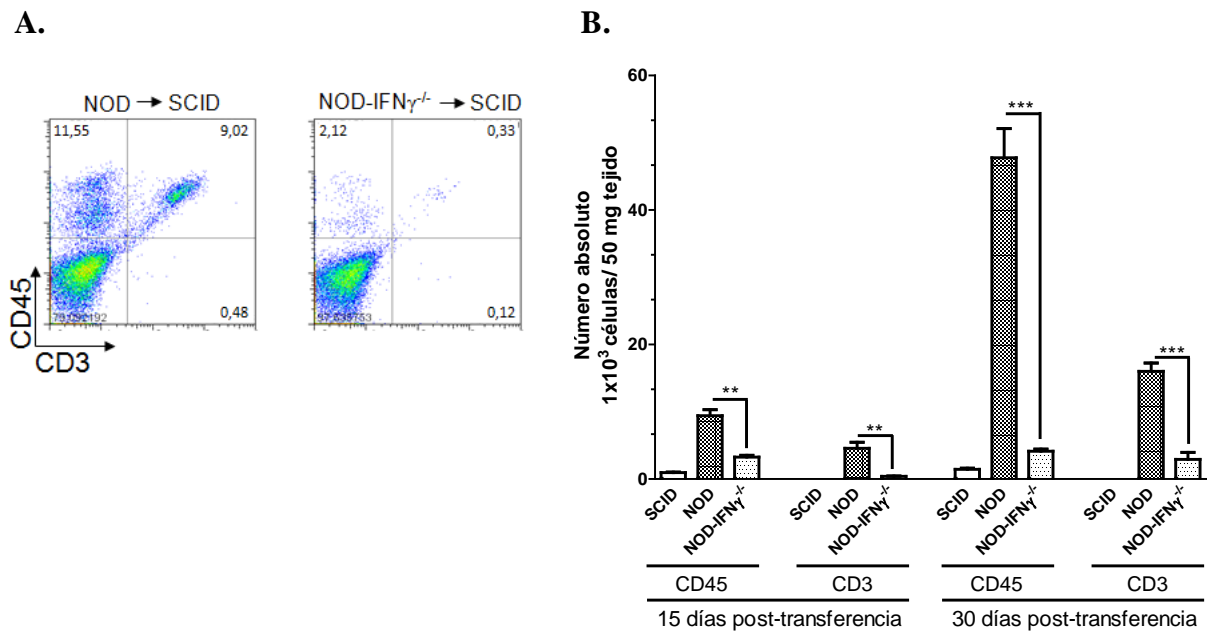 A.
B.
NOD → SCID
NOD-IFNγ-/- → SCID
11,55
9,02
0,48
2,12
0,33
0,12
CD45
CD3
Número absoluto
1x10³ células/ 50 mg tejido
60
40
20
0
**
**
***
***
SCID
NOD
NOD-IFNγ-/-
SCID
NOD
NOD-IFNγ-/-
SCID
NOD
NOD-IFNγ-/-
SCID
NOD
NOD-IFNγ-/-
CD45
CD3
CD45
CD3
15 días post-transferencia
30 días post-transferencia